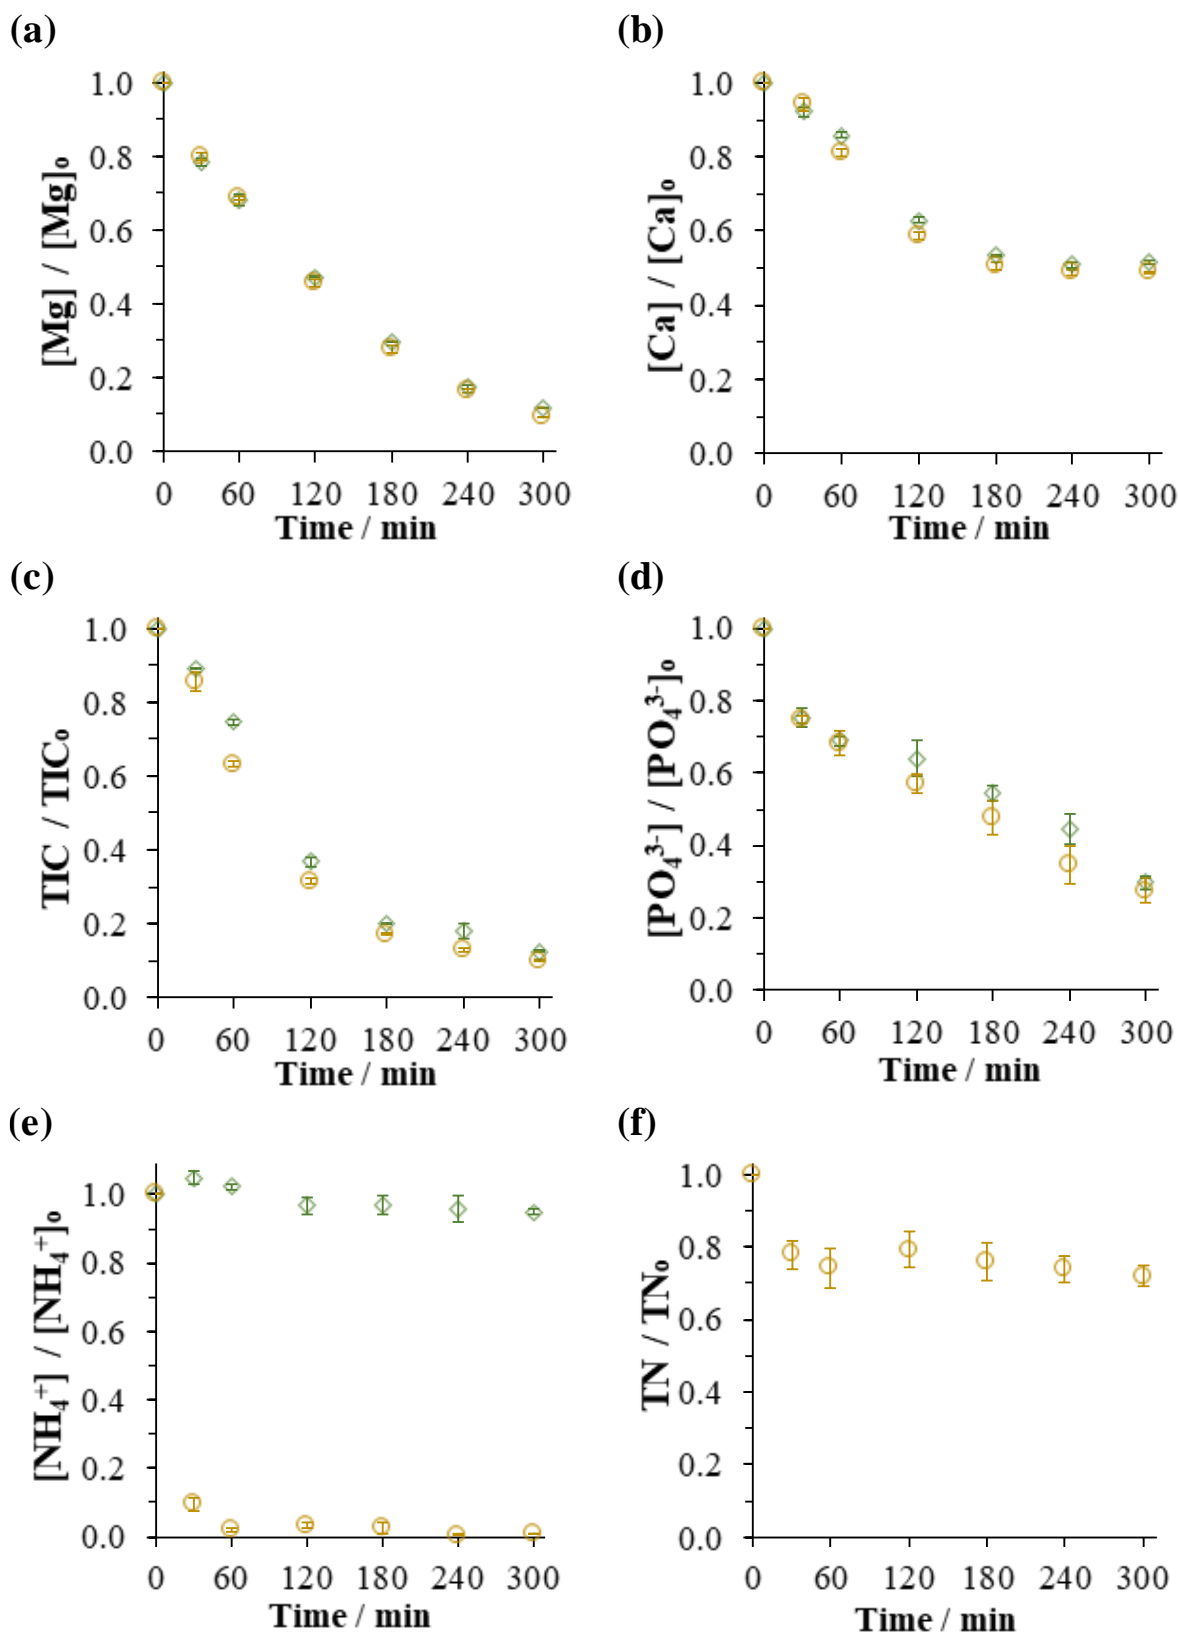 (a)
1.0
0.8
0.6
0.4
0.2
0.0
[Mg] / [Mg]₀
0 60 120 180 240 300
Time / min
(b)
1.0
0.8
0.6
0.4
0.2
0.0
[Ca] / [Ca]₀
0 60 120 180 240 300
Time / min
(c)
1.0
0.8
0.6
0.4
0.2
0.0
TIC / TIC₀
0 60 120 180 240 300
Time / min
(d)
1.0
0.8
0.6
0.4
0.2
0.0
[PO₄³⁻] / [PO₄³⁻]₀
0 60 120 180 240 300
Time / min
(e)
1.0
0.8
0.6
0.4
0.2
0.0
[NH₄⁺] / [NH₄⁺]₀
0 60 120 180 240 300
Time / min
(f)
1.0
0.8
0.6
0.4
0.2
0.0
TN / TN₀
0 60 120 180 240 300
Time / min